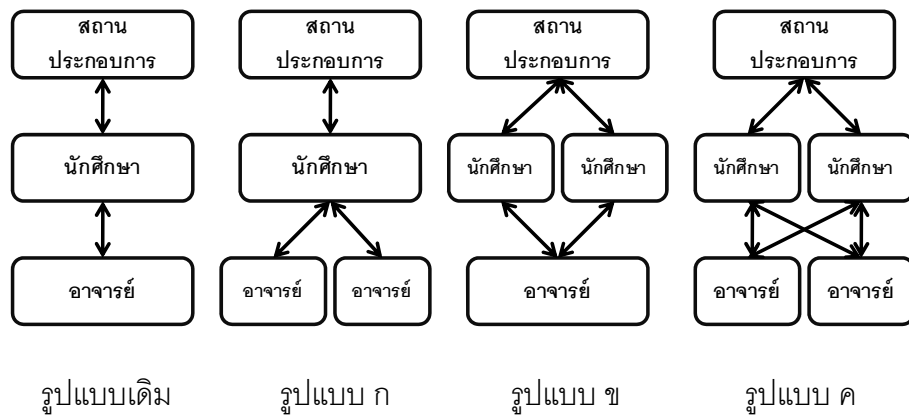 สถาน
ประกอบการ
นักศึกษา
อาจารย์
รูปแบบเดิม
สถาน
ประกอบการ
นักศึกษา
อาจารย์ อาจารย์
รูปแบบ ก
สถาน
ประกอบการ
นักศึกษา นักศึกษา
อาจารย์
รูปแบบ ข
สถาน
ประกอบการ
นักศึกษา นักศึกษา
อาจารย์ อาจารย์
รูปแบบ ค